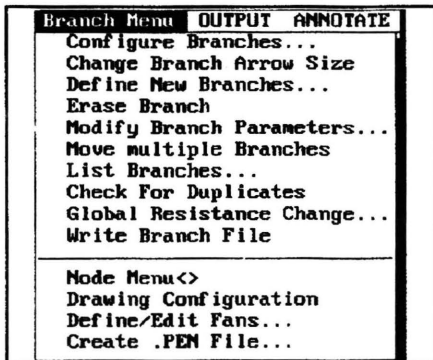 Branch Menu OUTPUT ANNOTATE
Configure Branches...
Change Branch Arrow Size
Define New Branches...
Erase Branch
Modify Branch Parameters...
Move multiple Branches
List Branches...
Check For Duplicates
Global Resistance Change...
Write Branch File
Node Menu<>
Drawing Configuration
Define/Edit Fans...
Create .PEN File...